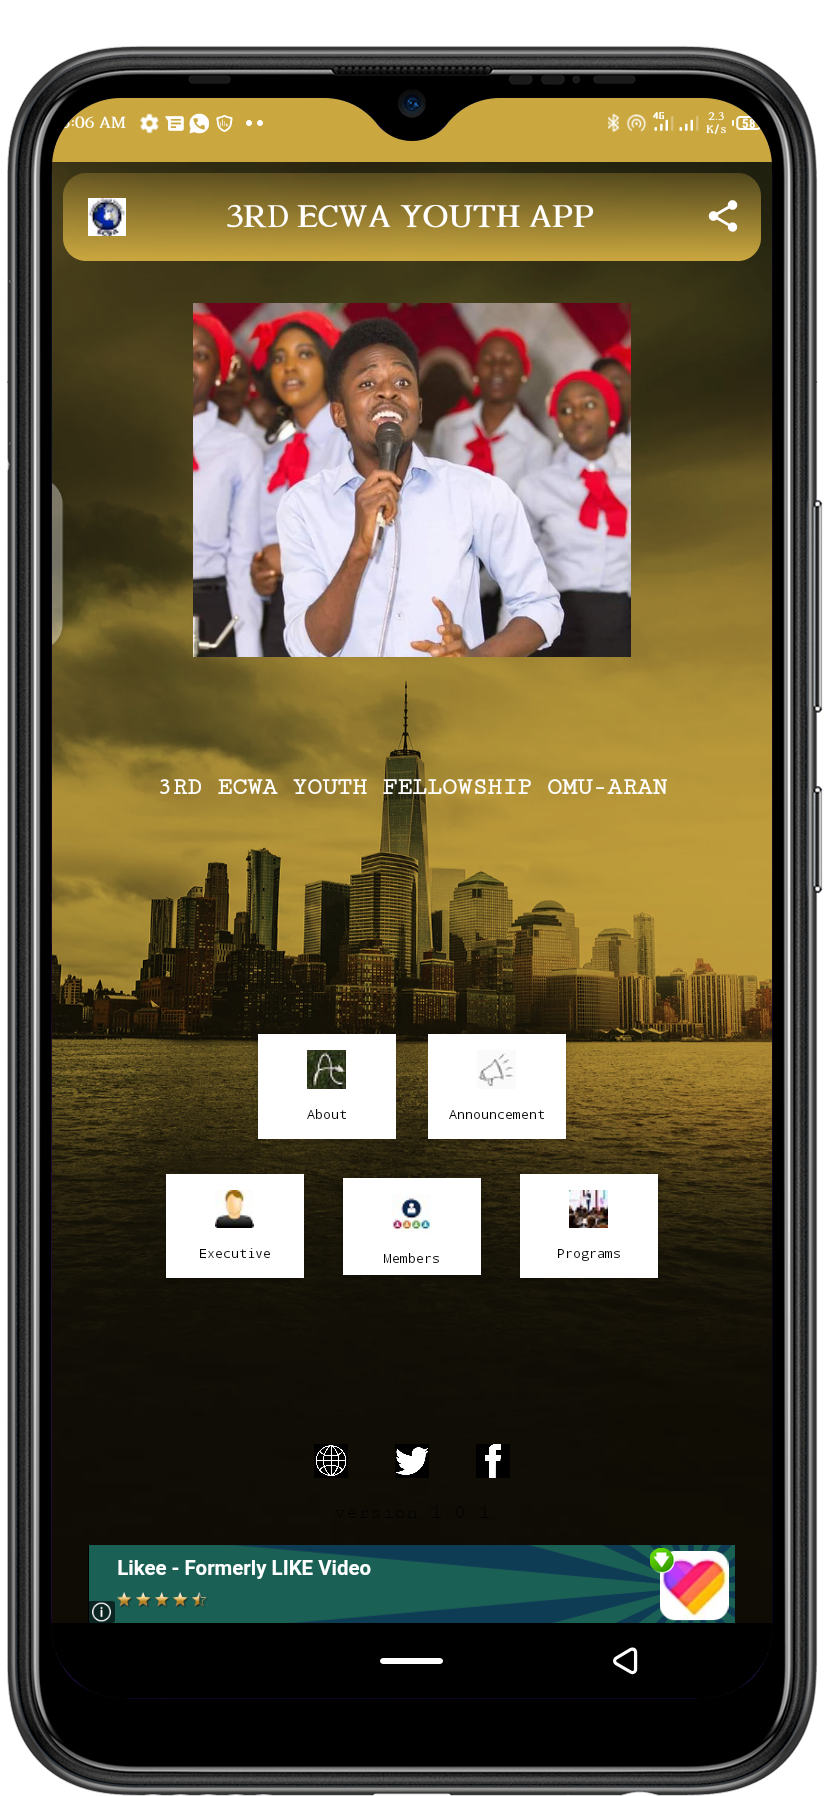 :06 AM
4G
2.3
K/s
58
3RD ECWA YOUTH APP
3RD ECWA YOUTH FELLOWSHIP OMU-ARAN
About
Announcement
Executive
Members
Programs
version 1.0.1
Likee - Formerly LIKE Video